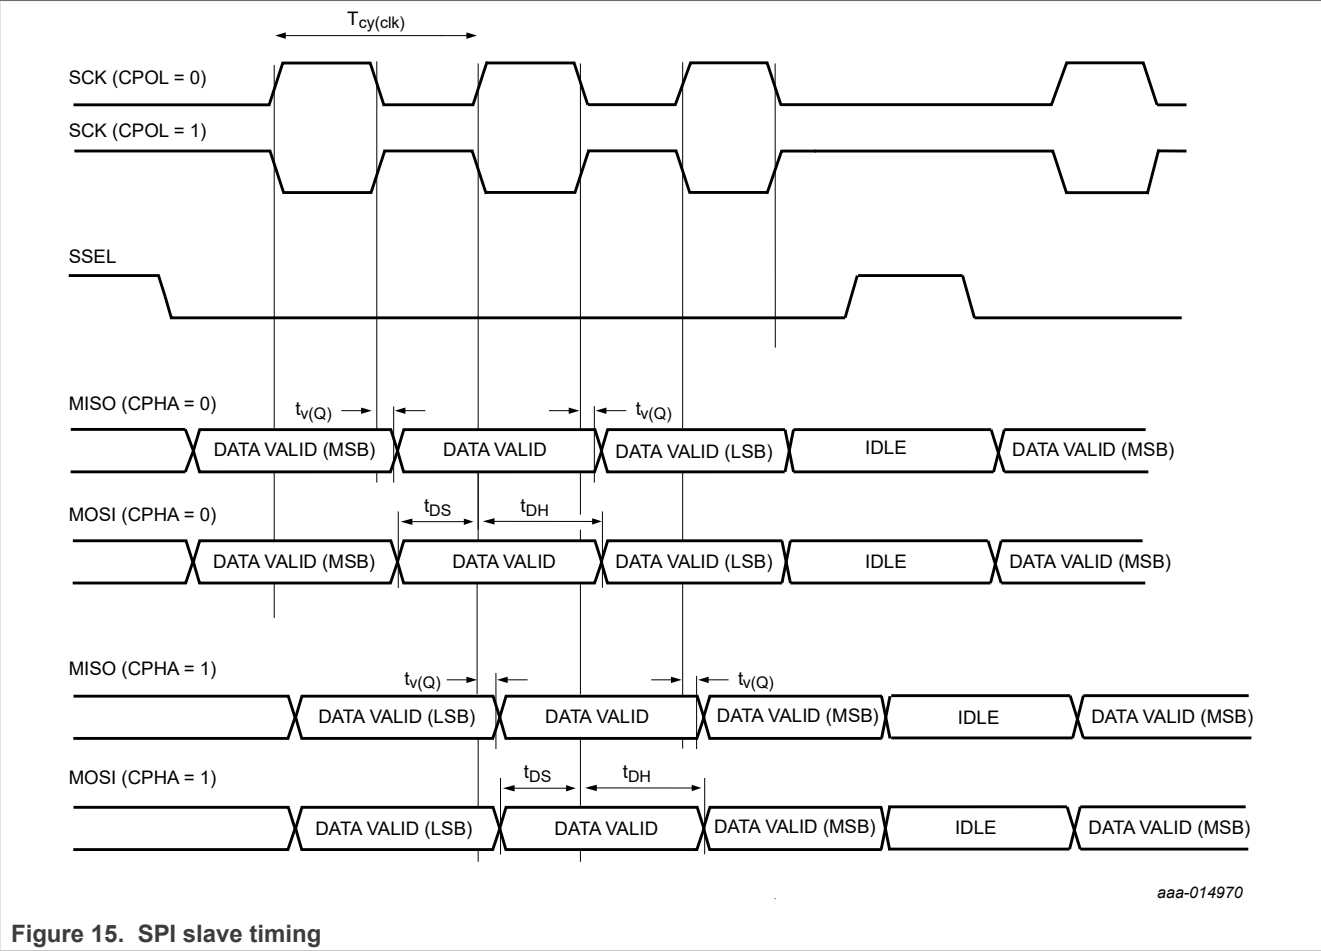 Tcy(clk)
SCK (CPOL = 0)
SCK (CPOL = 1)
SSEL
MISO (CPHA = 0)
tv(Q) tv(Q)
DATA VALID (MSB) DATA VALID DATA VALID (LSB) IDLE DATA VALID (MSB)
tDS tDH
MOSI (CPHA = 0)
DATA VALID (MSB) DATA VALID DATA VALID (LSB) IDLE DATA VALID (MSB)
MISO (CPHA = 1)
tv(Q) tv(Q)
DATA VALID (LSB) DATA VALID DATA VALID (MSB) IDLE DATA VALID (MSB)
MOSI (CPHA = 1)
tDS tDH
DATA VALID (LSB) DATA VALID DATA VALID (MSB) IDLE DATA VALID (MSB)
aaa-014970
Figure 15. SPI slave timing